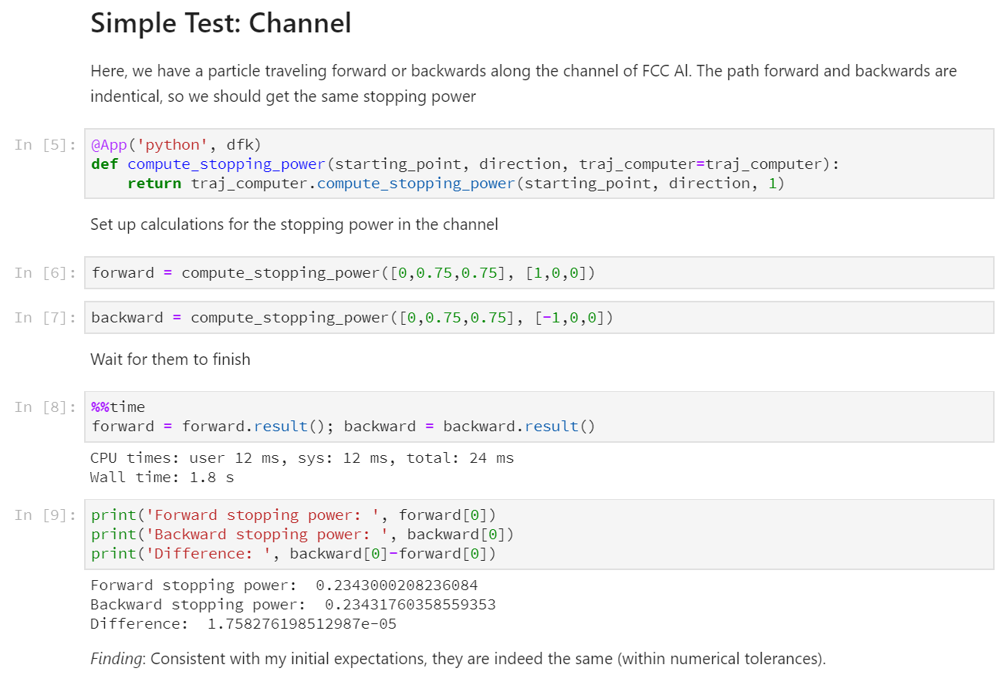 Simple Test: Channel
Here, we have a particle traveling forward or backwards along the channel of FCC Al. The path forward and backwards are
indentical, so we should get the same stopping power
In [5]:
@App('python', dfk)
def compute_stopping_power(starting_point, direction, traj_computer=traj_computer):
    return traj_computer.compute_stopping_power(starting_point, direction, 1)
Set up calculations for the stopping power in the channel
In [6]:
forward = compute_stopping_power([0,0.75,0.75], [1,0,0])
In [7]:
backward = compute_stopping_power([0,0.75,0.75], [-1,0,0])
Wait for them to finish
In [8]:
%%time
forward = forward.result(); backward = backward.result()
CPU times: user 12 ms, sys: 12 ms, total: 24 ms
Wall time: 1.8 s
In [9]:
print('Forward stopping power: ', forward[0])
print('Backward stopping power: ', backward[0])
print('Difference: ', backward[0]-forward[0])
Forward stopping power:  0.2343000208236084
Backward stopping power:  0.23431760358559353
Difference:  1.758276198512987e-05
Finding: Consistent with my initial expectations, they are indeed the same (within numerical tolerances).